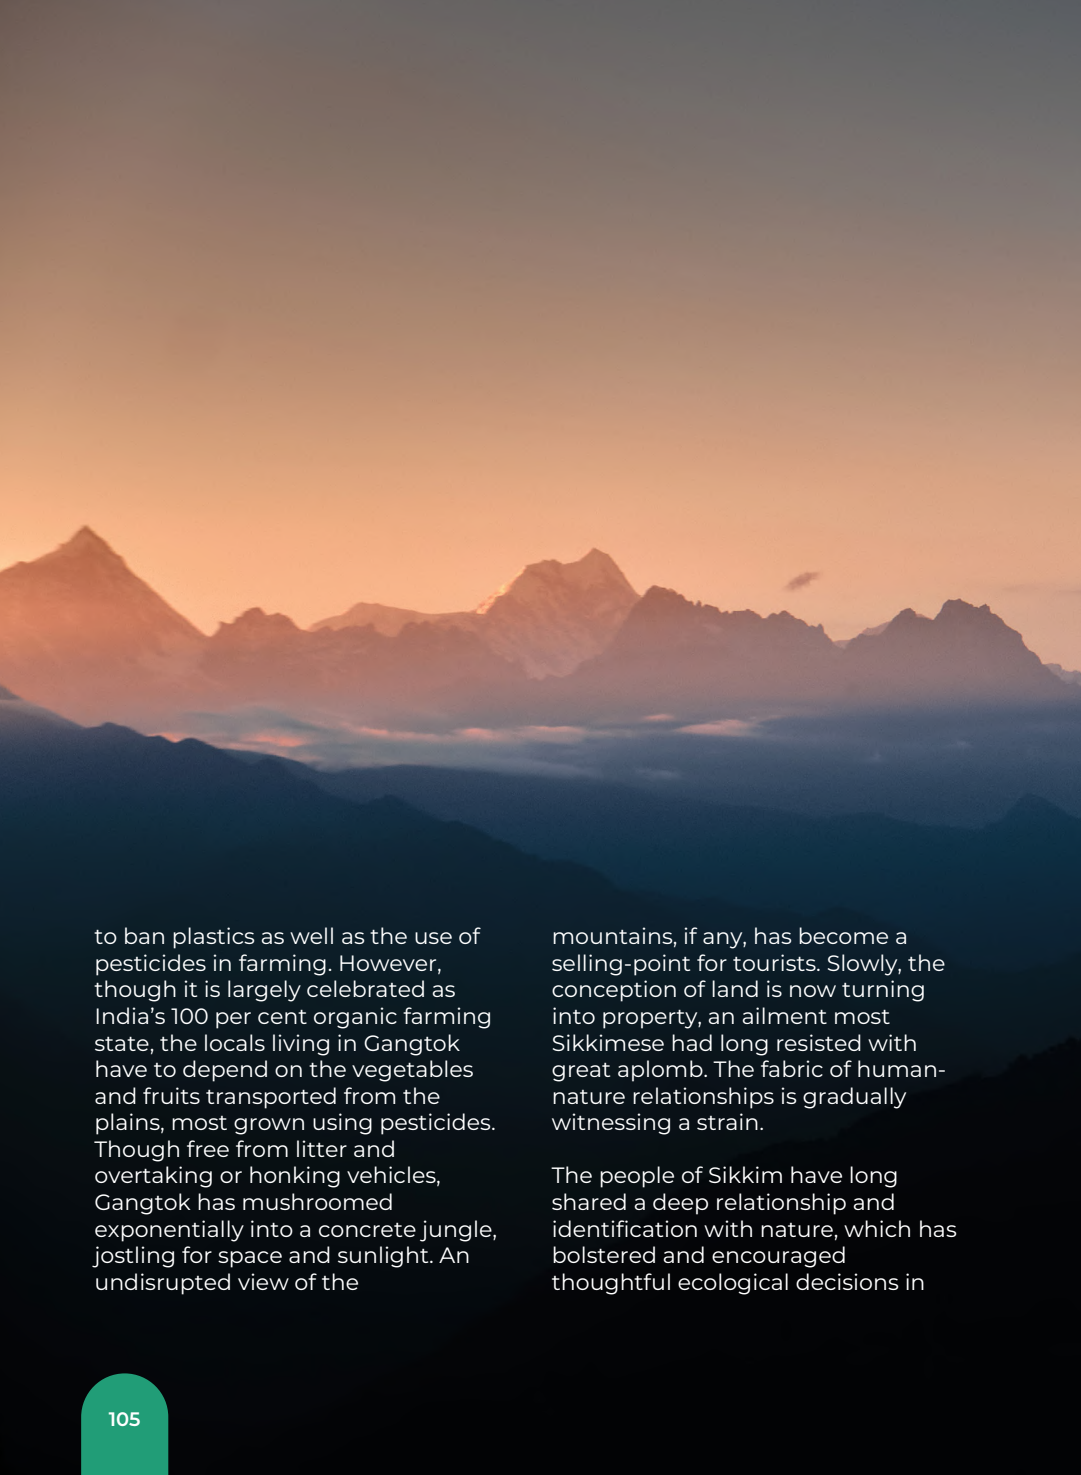 to ban plastics as well as the use of
pesticides in farming. However,
though it is largely celebrated as
India’s 100 per cent organic farming
state, the locals living in Gangtok
have to depend on the vegetables
and fruits transported from the
plains, most grown using pesticides.
Though free from litter and
overtaking or honking vehicles,
Gangtok has mushroomed
exponentially into a concrete jungle,
jostling for space and sunlight. An
undisrupted view of the
mountains, if any, has become a
selling-point for tourists. Slowly, the
conception of land is now turning
into property, an ailment most
Sikkimese had long resisted with
great aplomb. The fabric of human-
nature relationships is gradually
witnessing a strain.
The people of Sikkim have long
shared a deep relationship and
identification with nature, which has
bolstered and encouraged
thoughtful ecological decisions in
105